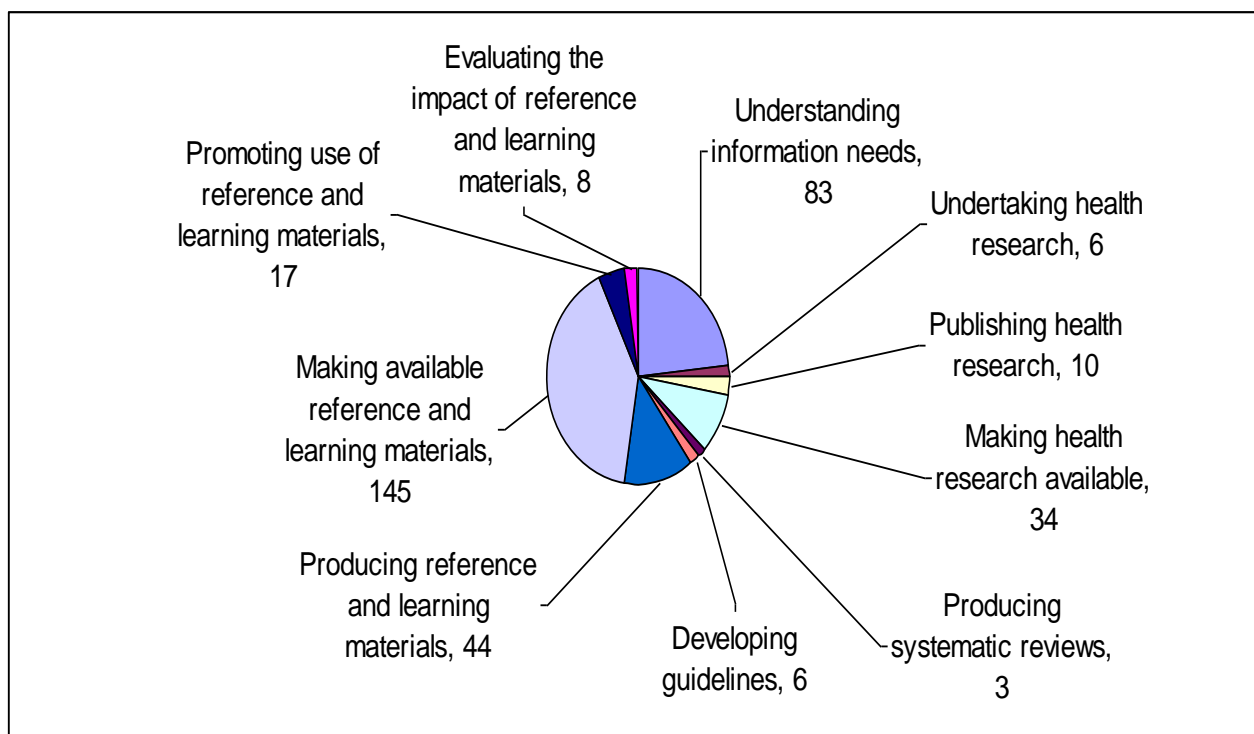 Evaluating the
impact of reference
and learning
materials, 8
Understanding
information needs,
83
Undertaking health
research, 6
Publishing health
research, 10
Making health
research available,
34
Producing
systematic reviews,
3
Developing
guidelines, 6
Producing reference
and learning
materials, 44
Making available
reference and
learning materials,
145
Promoting use of
reference and
learning materials,
17